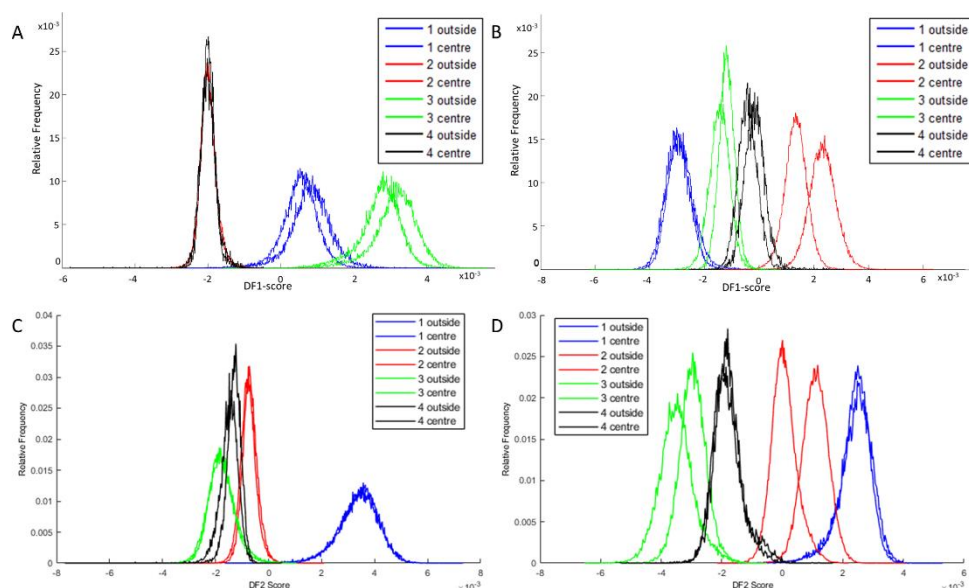 A
x10⁻³
25
20
15
10
5
0
Relative Frequency
1 outside
1 centre
2 outside
2 centre
3 outside
3 centre
4 outside
4 centre
-6 -4 -2 0 2 4
x10⁻³
DF1-score
B
x10⁻³
25
20
15
10
5
0
Relative Frequency
1 outside
1 centre
2 outside
2 centre
3 outside
3 centre
4 outside
4 centre
-6 -4 -2 0 2 4 6
x10⁻³
DF1-score
C
0.04
0.035
0.03
0.025
0.02
0.015
0.01
0.005
0
Relative Frequency
1 outside
1 centre
2 outside
2 centre
3 outside
3 centre
4 outside
4 centre
-8 -6 -4 -2 0 2 4 6 8
DF2 Score
D
0.03
0.025
0.02
0.015
0.01
0.005
0
Relative Frequency
1 outside
1 centre
2 outside
2 centre
3 outside
3 centre
4 outside
4 centre
-8 -6 -4 -2 0 2 4 6
DF2 Score